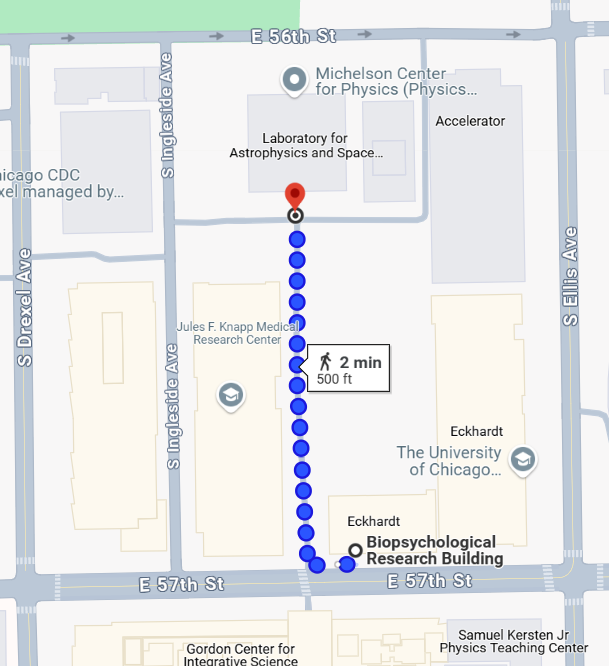 E 56th St
S Ingleside Ave
Michelson Center
for Physics (Physics...
Accelerator
Laboratory for
Astrophysics and Space...
icago CDC
xel managed by...
S Drexel Ave
S Ellis Ave
Jules F. Knapp Medical
Research Center
2 min
500 ft
S Ingleside Ave
Eckhardt
The University
of Chicago...
Eckhardt
Biopsychological
Research Building
E 57th St
E 57th St
Gordon Center for
Integrative Science
Samuel Kersten Jr
Physics Teaching Center